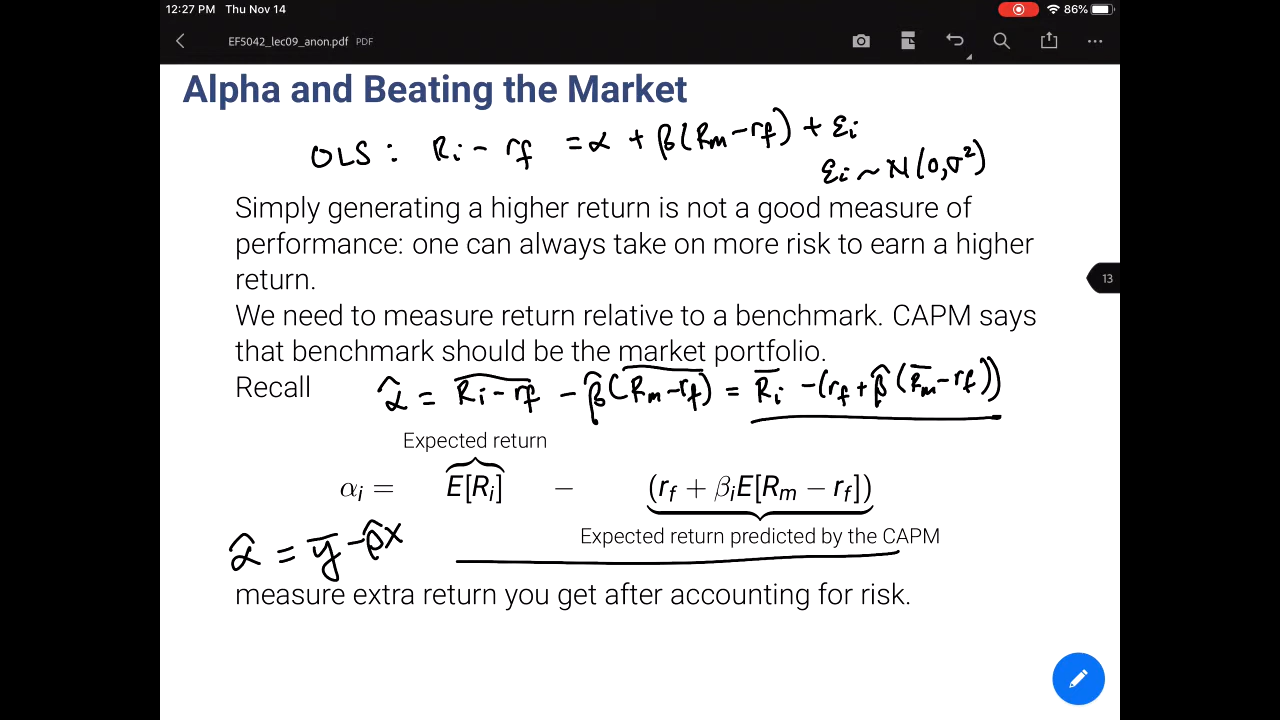 12:27 PM Thu Nov 14 86%
EF5042_lec09_anon.pdf PDF
Alpha and Beating the Market
OLS: Ri - rf = α + β(Rm - rf) + εi
εi ~ N(0,σ²)
Simply generating a higher return is not a good measure of
performance: one can always take on more risk to earn a higher
return.
13
We need to measure return relative to a benchmark. CAPM says
that benchmark should be the market portfolio.
Recall α̂ = R̅i̅ ̅-̅ ̅r̅f̅ - β̂(R̅m̅ ̅-̅ ̅r̅f̅) = R̅i - (rf + β̂(R̅m - rf))
Expected return
αi = E[Ri] − (rf + βiE[Rm − rf])
Expected return predicted by the CAPM
α̂ = y̅ - β̂x
measure extra return you get after accounting for risk.